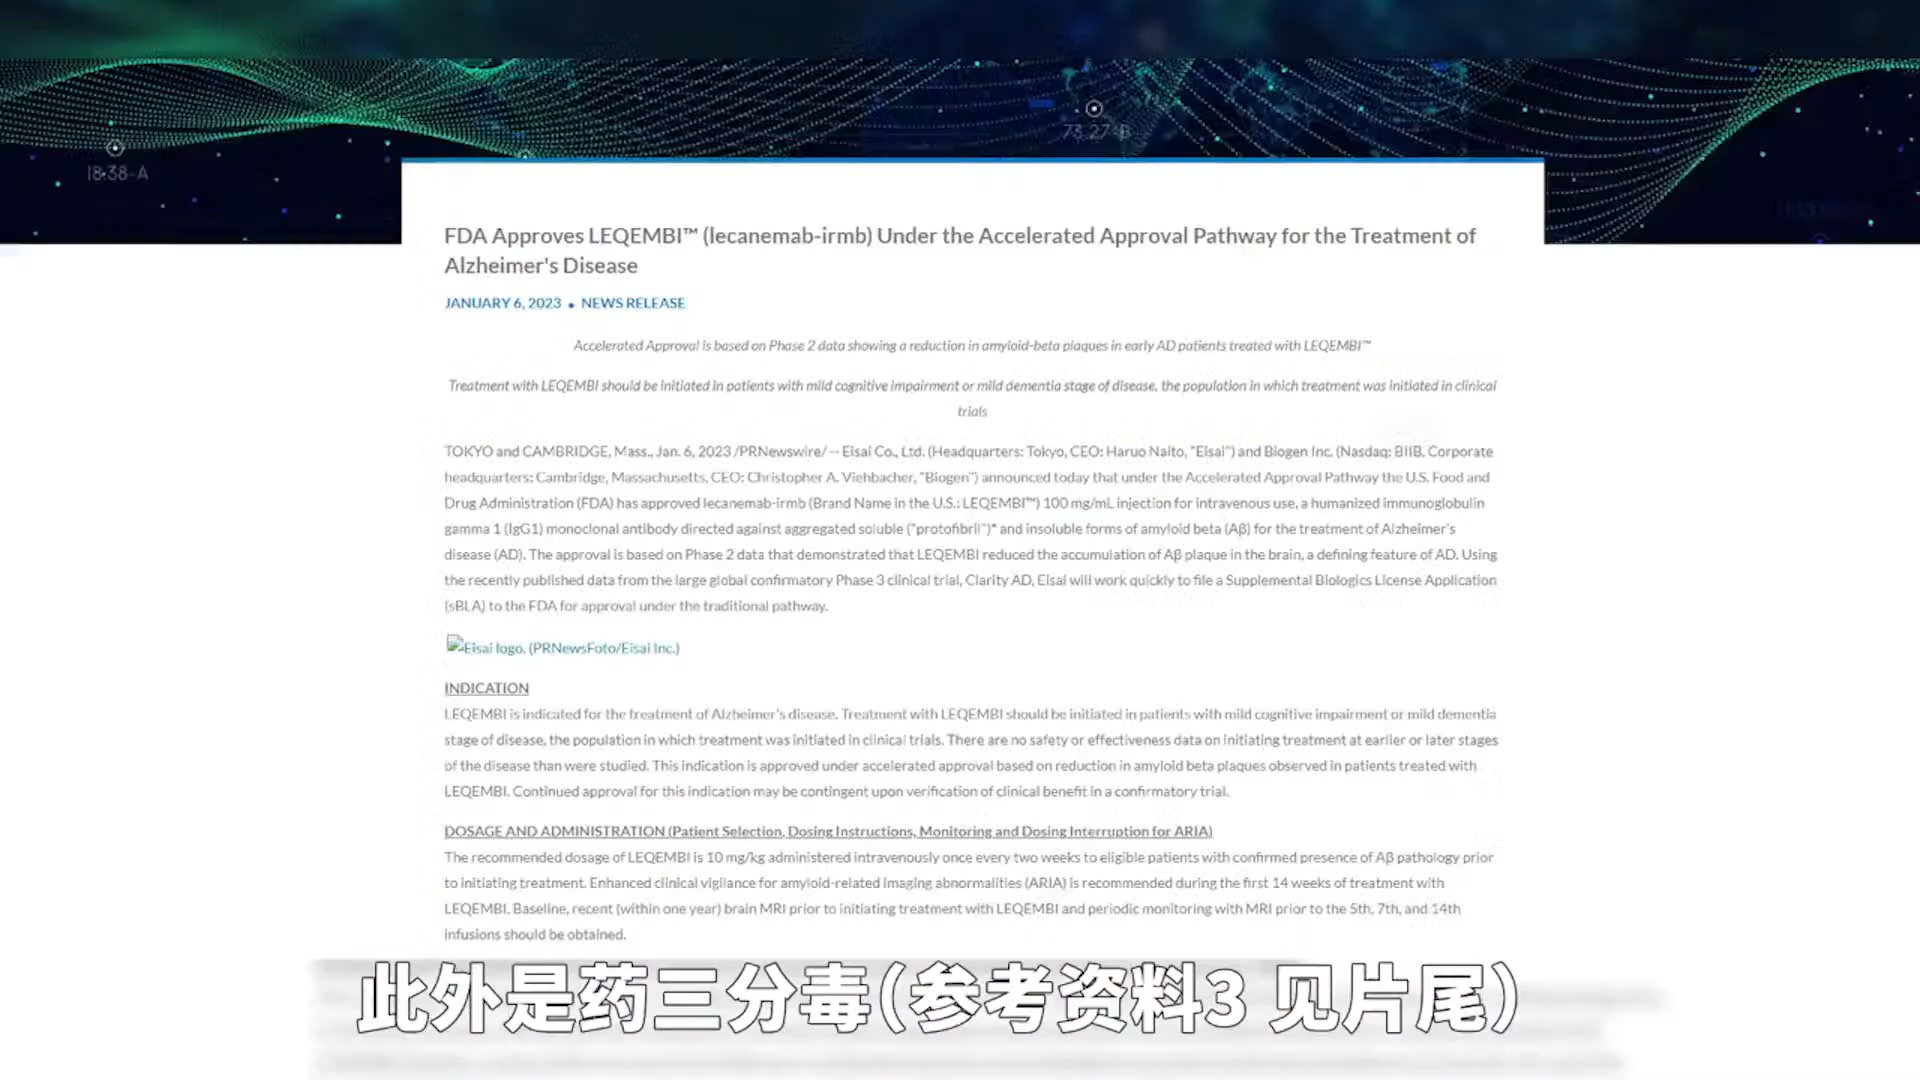 18-38-A
73.27-B
FDA Approves LEQEMBI™ (lecanemab-irmb) Under the Accelerated Approval Pathway for the Treatment of
Alzheimer's Disease
JANUARY 6, 2023 • NEWS RELEASE
Accelerated Approval is based on Phase 2 data showing a reduction in amyloid-beta plaques in early AD patients treated with LEQEMBI™
Treatment with LEQEMBI should be initiated in patients with mild cognitive impairment or mild dementia stage of disease, the population in which treatment was initiated in clinical
trials
TOKYO and CAMBRIDGE, Mass., Jan. 6, 2023 /PRNewswire/ -- Eisai Co., Ltd. (Headquarters: Tokyo, CEO: Haruo Naito, "Eisai") and Biogen Inc. (Nasdaq: BIIB, Corporate
headquarters: Cambridge, Massachusetts, CEO: Christopher A. Viehbacher, "Biogen") announced today that under the Accelerated Approval Pathway the U.S. Food and
Drug Administration (FDA) has approved lecanemab-irmb (Brand Name in the U.S.: LEQEMBI™) 100 mg/mL injection for intravenous use, a humanized immunoglobulin
gamma 1 (IgG1) monoclonal antibody directed against aggregated soluble ("protofibril")* and insoluble forms of amyloid beta (Aβ) for the treatment of Alzheimer's
disease (AD). The approval is based on Phase 2 data that demonstrated that LEQEMBI reduced the accumulation of Aβ plaque in the brain, a defining feature of AD. Using
the recently published data from the large global confirmatory Phase 3 clinical trial, Clarity AD, Eisai will work quickly to file a Supplemental Biologics License Application
(sBLA) to the FDA for approval under the traditional pathway.
Eisai logo. (PRNewsFoto/Eisai Inc.)
INDICATION
LEQEMBI is indicated for the treatment of Alzheimer's disease. Treatment with LEQEMBI should be initiated in patients with mild cognitive impairment or mild dementia
stage of disease, the population in which treatment was initiated in clinical trials. There are no safety or effectiveness data on initiating treatment at earlier or later stages
of the disease than were studied. This indication is approved under accelerated approval based on reduction in amyloid beta plaques observed in patients treated with
LEQEMBI. Continued approval for this indication may be contingent upon verification of clinical benefit in a confirmatory trial.
DOSAGE AND ADMINISTRATION (Patient Selection, Dosing Instructions, Monitoring and Dosing Interruption for ARIA)
The recommended dosage of LEQEMBI is 10 mg/kg administered intravenously once every two weeks to eligible patients with confirmed presence of Aβ pathology prior
to initiating treatment. Enhanced clinical vigilance for amyloid-related imaging abnormalities (ARIA) is recommended during the first 14 weeks of treatment with
LEQEMBI. Baseline, recent (within one year) brain MRI prior to initiating treatment with LEQEMBI and periodic monitoring with MRI prior to the 5th, 7th, and 14th
infusions should be obtained.
此外是药三分毒（参考资料3 见片尾）